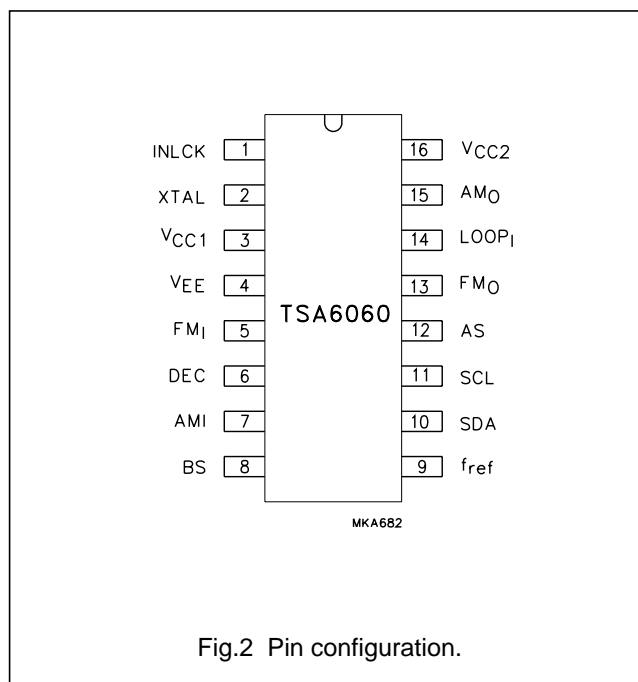 INLCK 1 16 VCC2
XTAL 2 15 AMO
VCC1 3 14 LOOPI
VEE 4 13 FMO
TSA6060
FMI 5 12 AS
DEC 6 11 SCL
AMI 7 10 SDA
BS 8 9 fref
MKA682
Fig.2 Pin configuration.